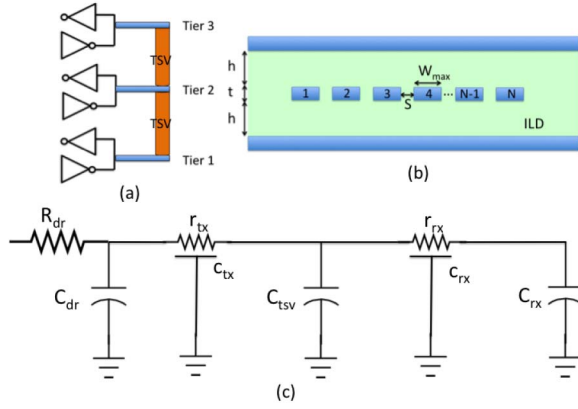 Tier 3
TSV
Tier 2
TSV
Tier 1
(a)
h
t
h
W_max
1 2 3 4 ... N-1 N
S
ILD
(b)
R_dr
r_tx
r_rx
c_tx
c_rx
C_dr
C_tsv
C_rx
(c)